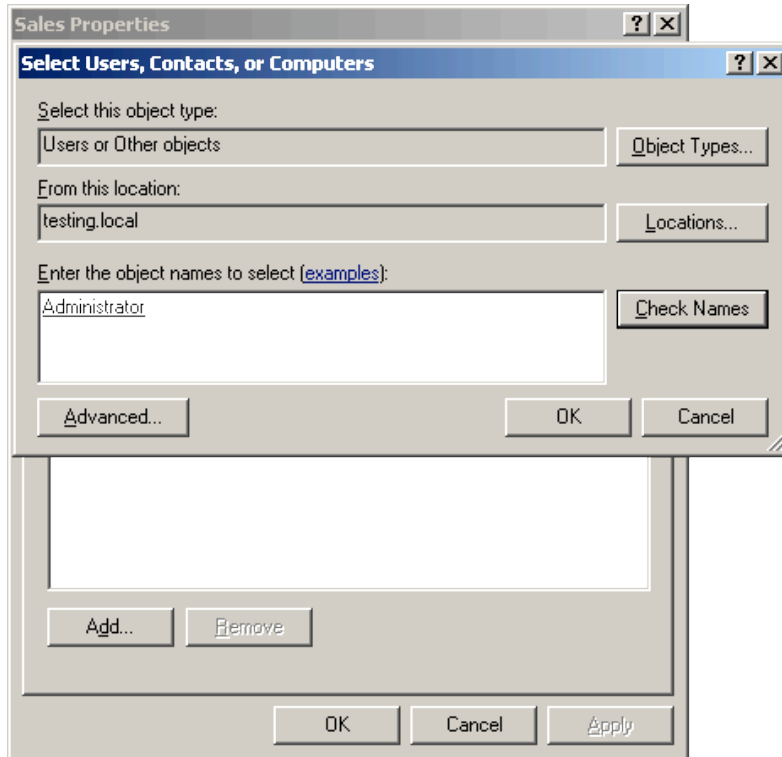 Sales Properties
Select Users, Contacts, or Computers
Select this object type:
Users or Other objects
Object Types...
From this location:
testing.local
Locations...
Enter the object names to select (examples):
Administrator
Check Names
Advanced...
OK
Cancel
Add...
Remove
OK
Cancel
Apply